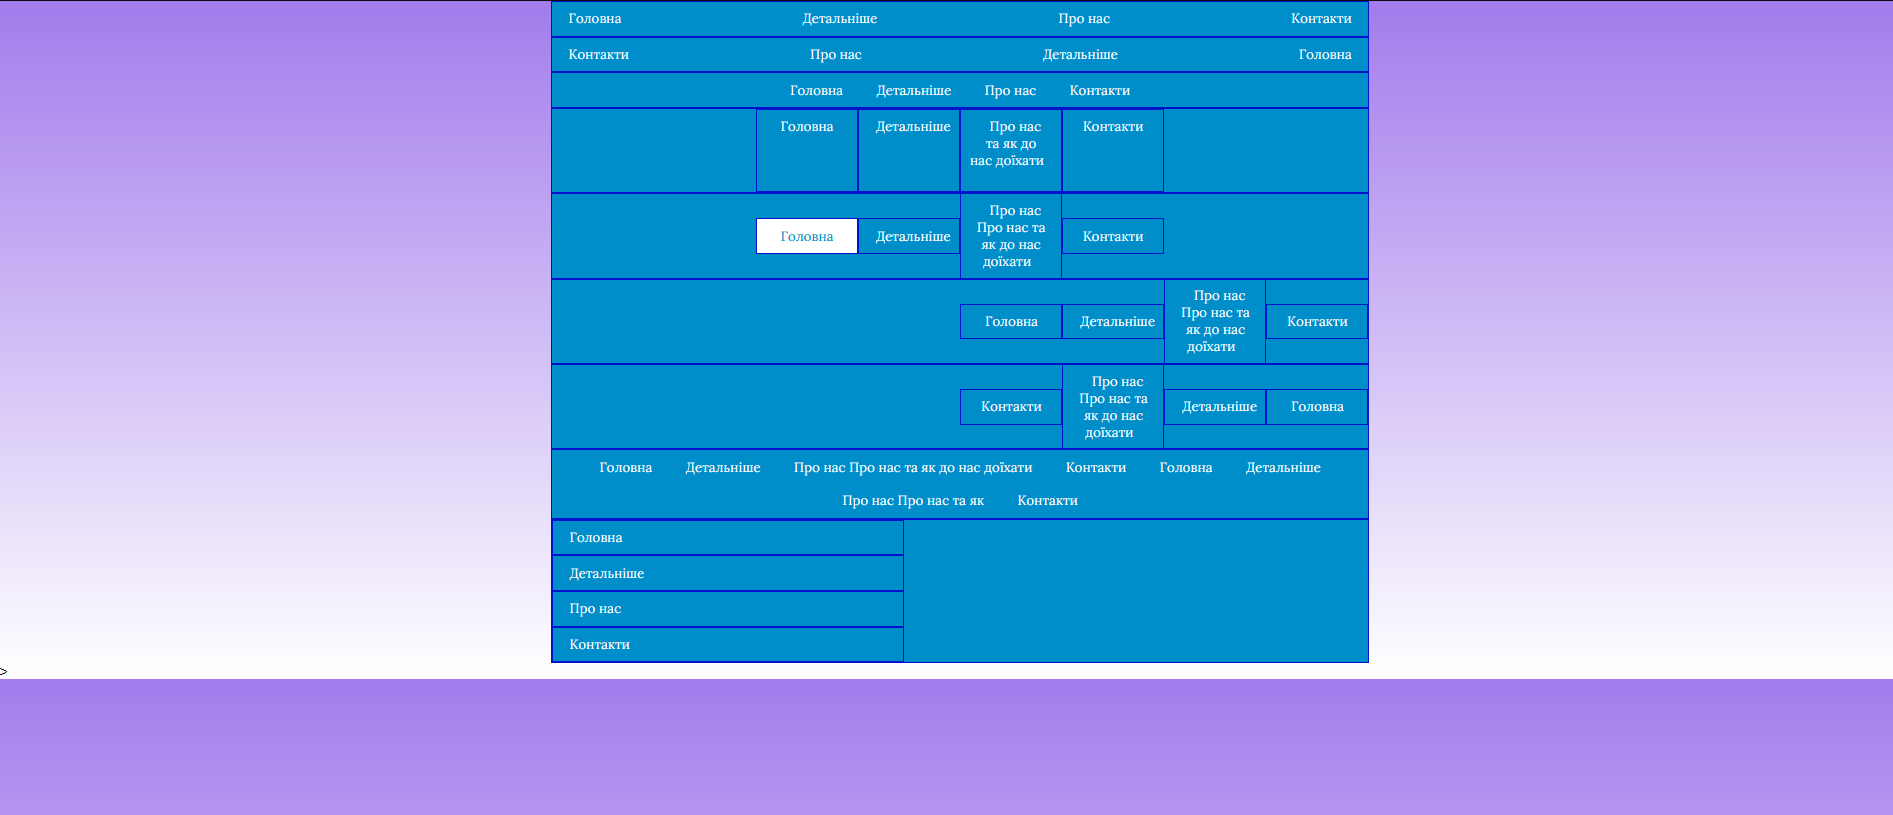 Головна Детальніше Про нас Контакти
Контакти Про нас Детальніше Головна
Головна Детальніше Про нас Контакти
Головна Детальніше Про нас Контакти
та як до
нас доїхати
Про нас
Про нас та
Головна Детальніше як до нас Контакти
доїхати
Про нас
Про нас та
Головна Детальніше як до нас Контакти
доїхати
Про нас
Про нас та
Контакти як до нас Детальніше Головна
доїхати
Головна Детальніше Про нас Про нас та як до нас доїхати Контакти Головна Детальніше
Про нас Про нас та як Контакти
Головна
Детальніше
Про нас
Контакти
>